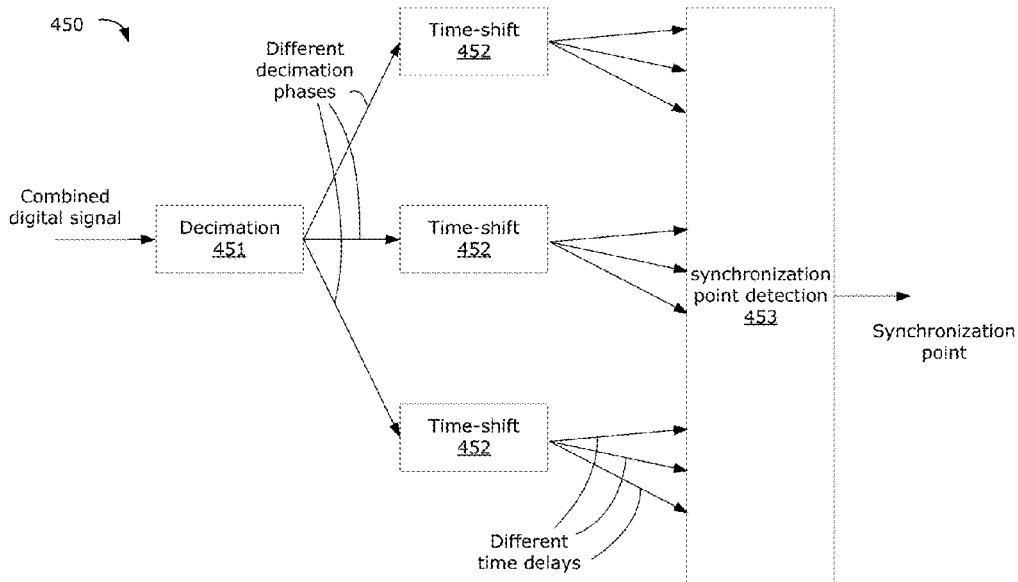 450
Different
decimation
phases
Time-shift
452
Combined
digital signal
Decimation
451
Time-shift
452
synchronization
point detection
453
Synchronization
point
Time-shift
452
Different
time delays